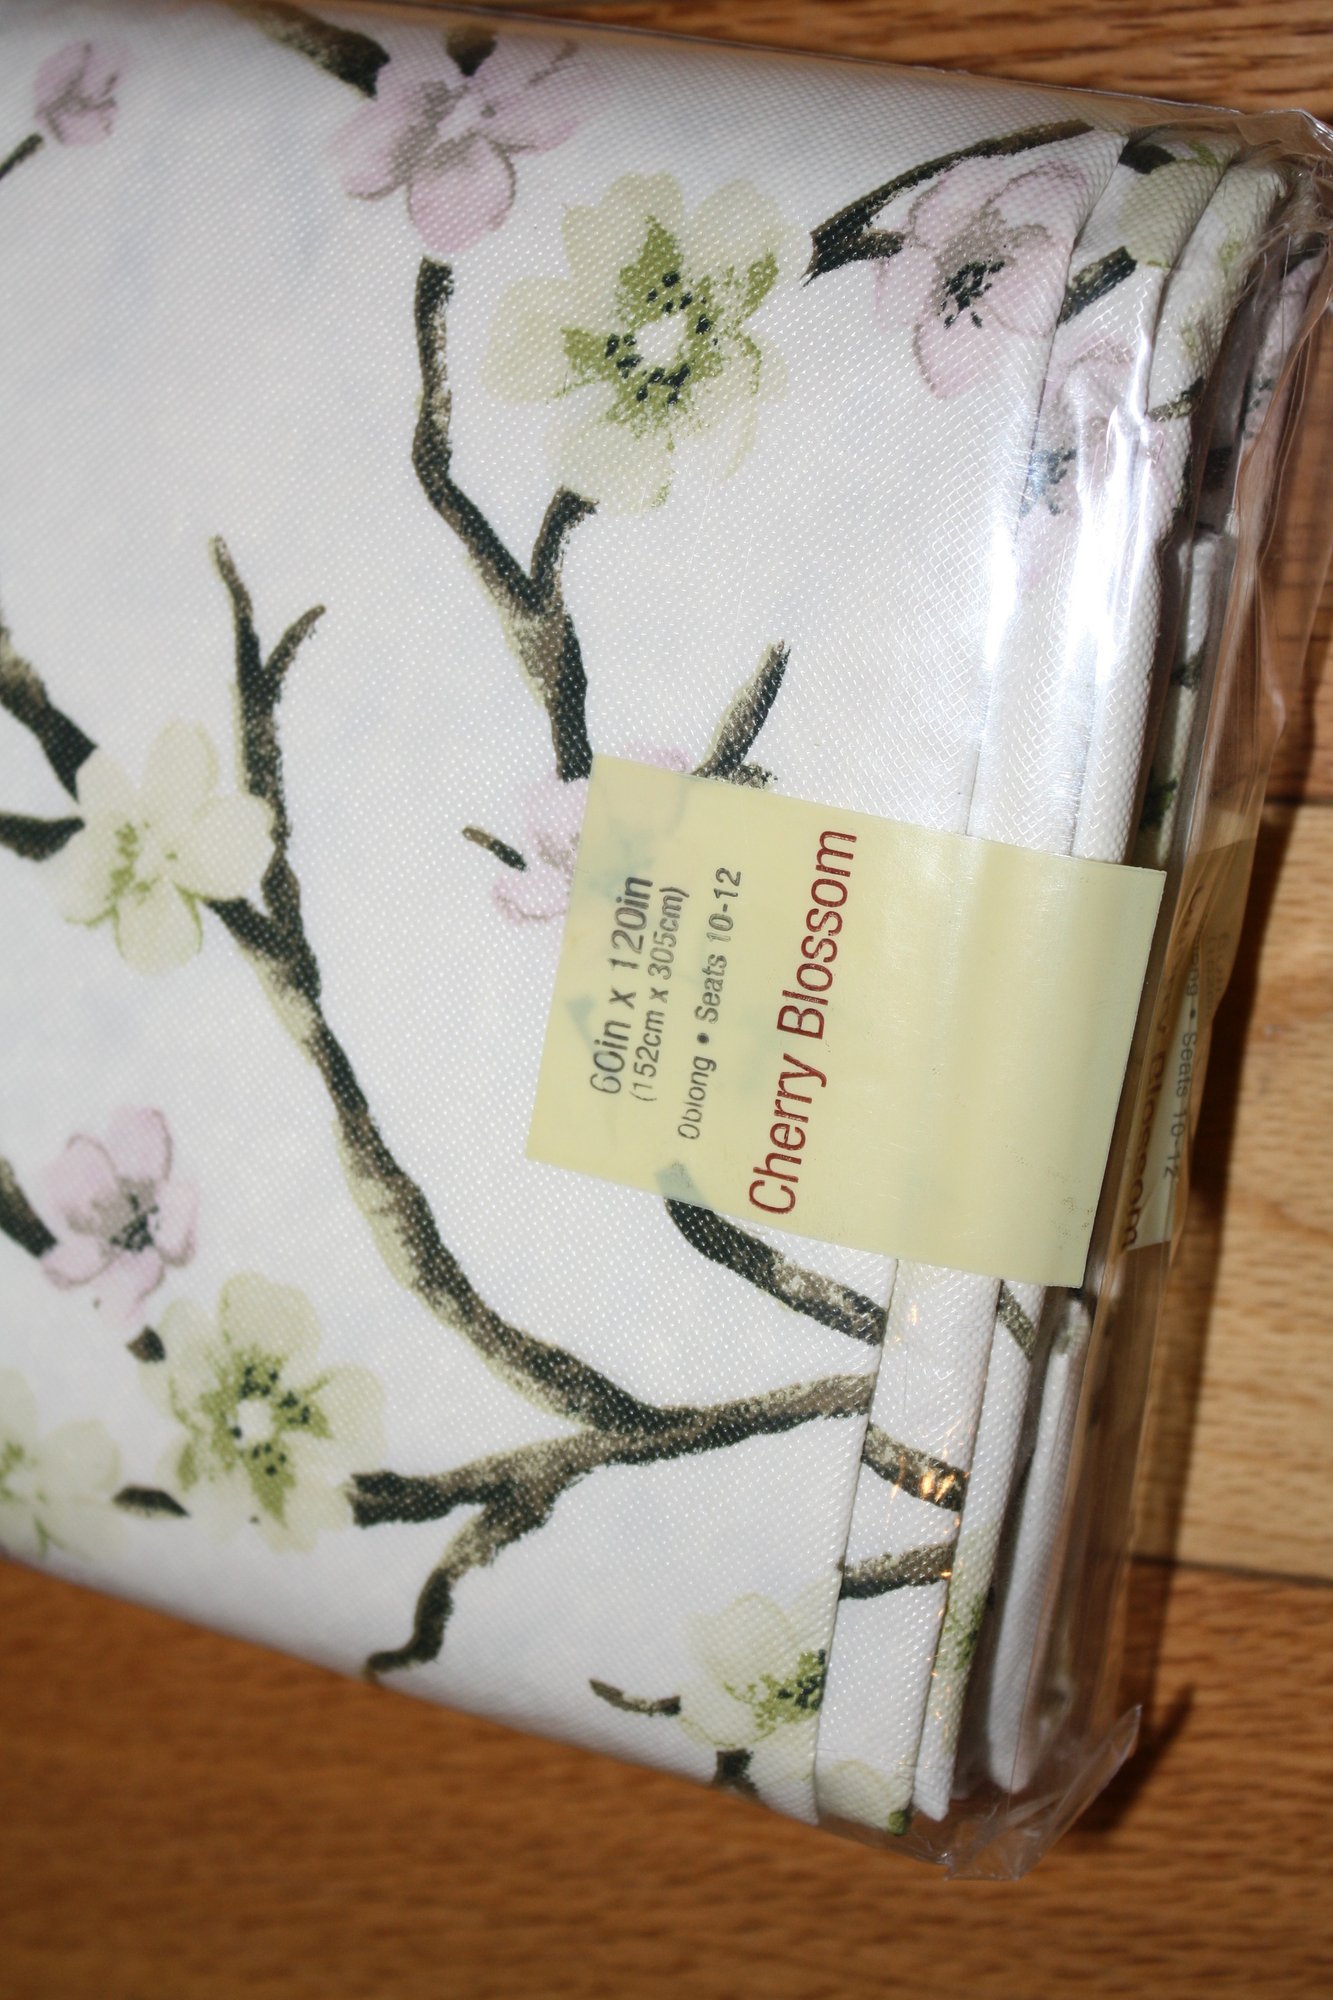 60in x 120in
(152cm x 305cm)
Oblong • Seats 10-12
Cherry Blossom